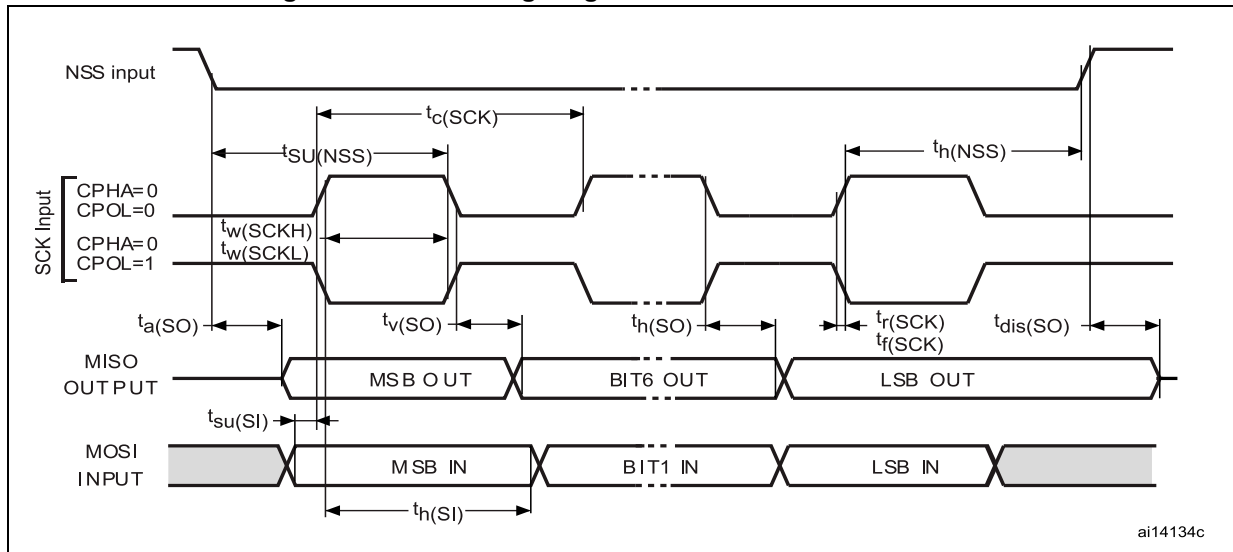 NSS input
tc(SCK)
tSU(NSS)
th(NSS)
SCK Input
CPHA=0
CPOL=0
tw(SCKH)
CPHA=0
tw(SCKL)
CPOL=1
ta(SO)
tv(SO)
th(SO)
tr(SCK)
tf(SCK)
tdis(SO)
MISO
OUTPUT
MSB OUT
BIT6 OUT
LSB OUT
tsu(SI)
MOSI
INPUT
MSB IN
BIT1 IN
LSB IN
th(SI)
ai14134c